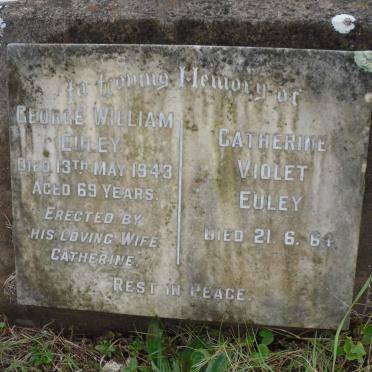 In Loving Memory of
GEORGE WILLIAM
EULEY
DIED 13TH MAY 1943
AGED 69 YEARS.
ERECTED BY
HIS LOVING WIFE
CATHERINE.
CATHERINE
VIOLET
EULEY
DIED 21. 6. 64.
REST IN PEACE.